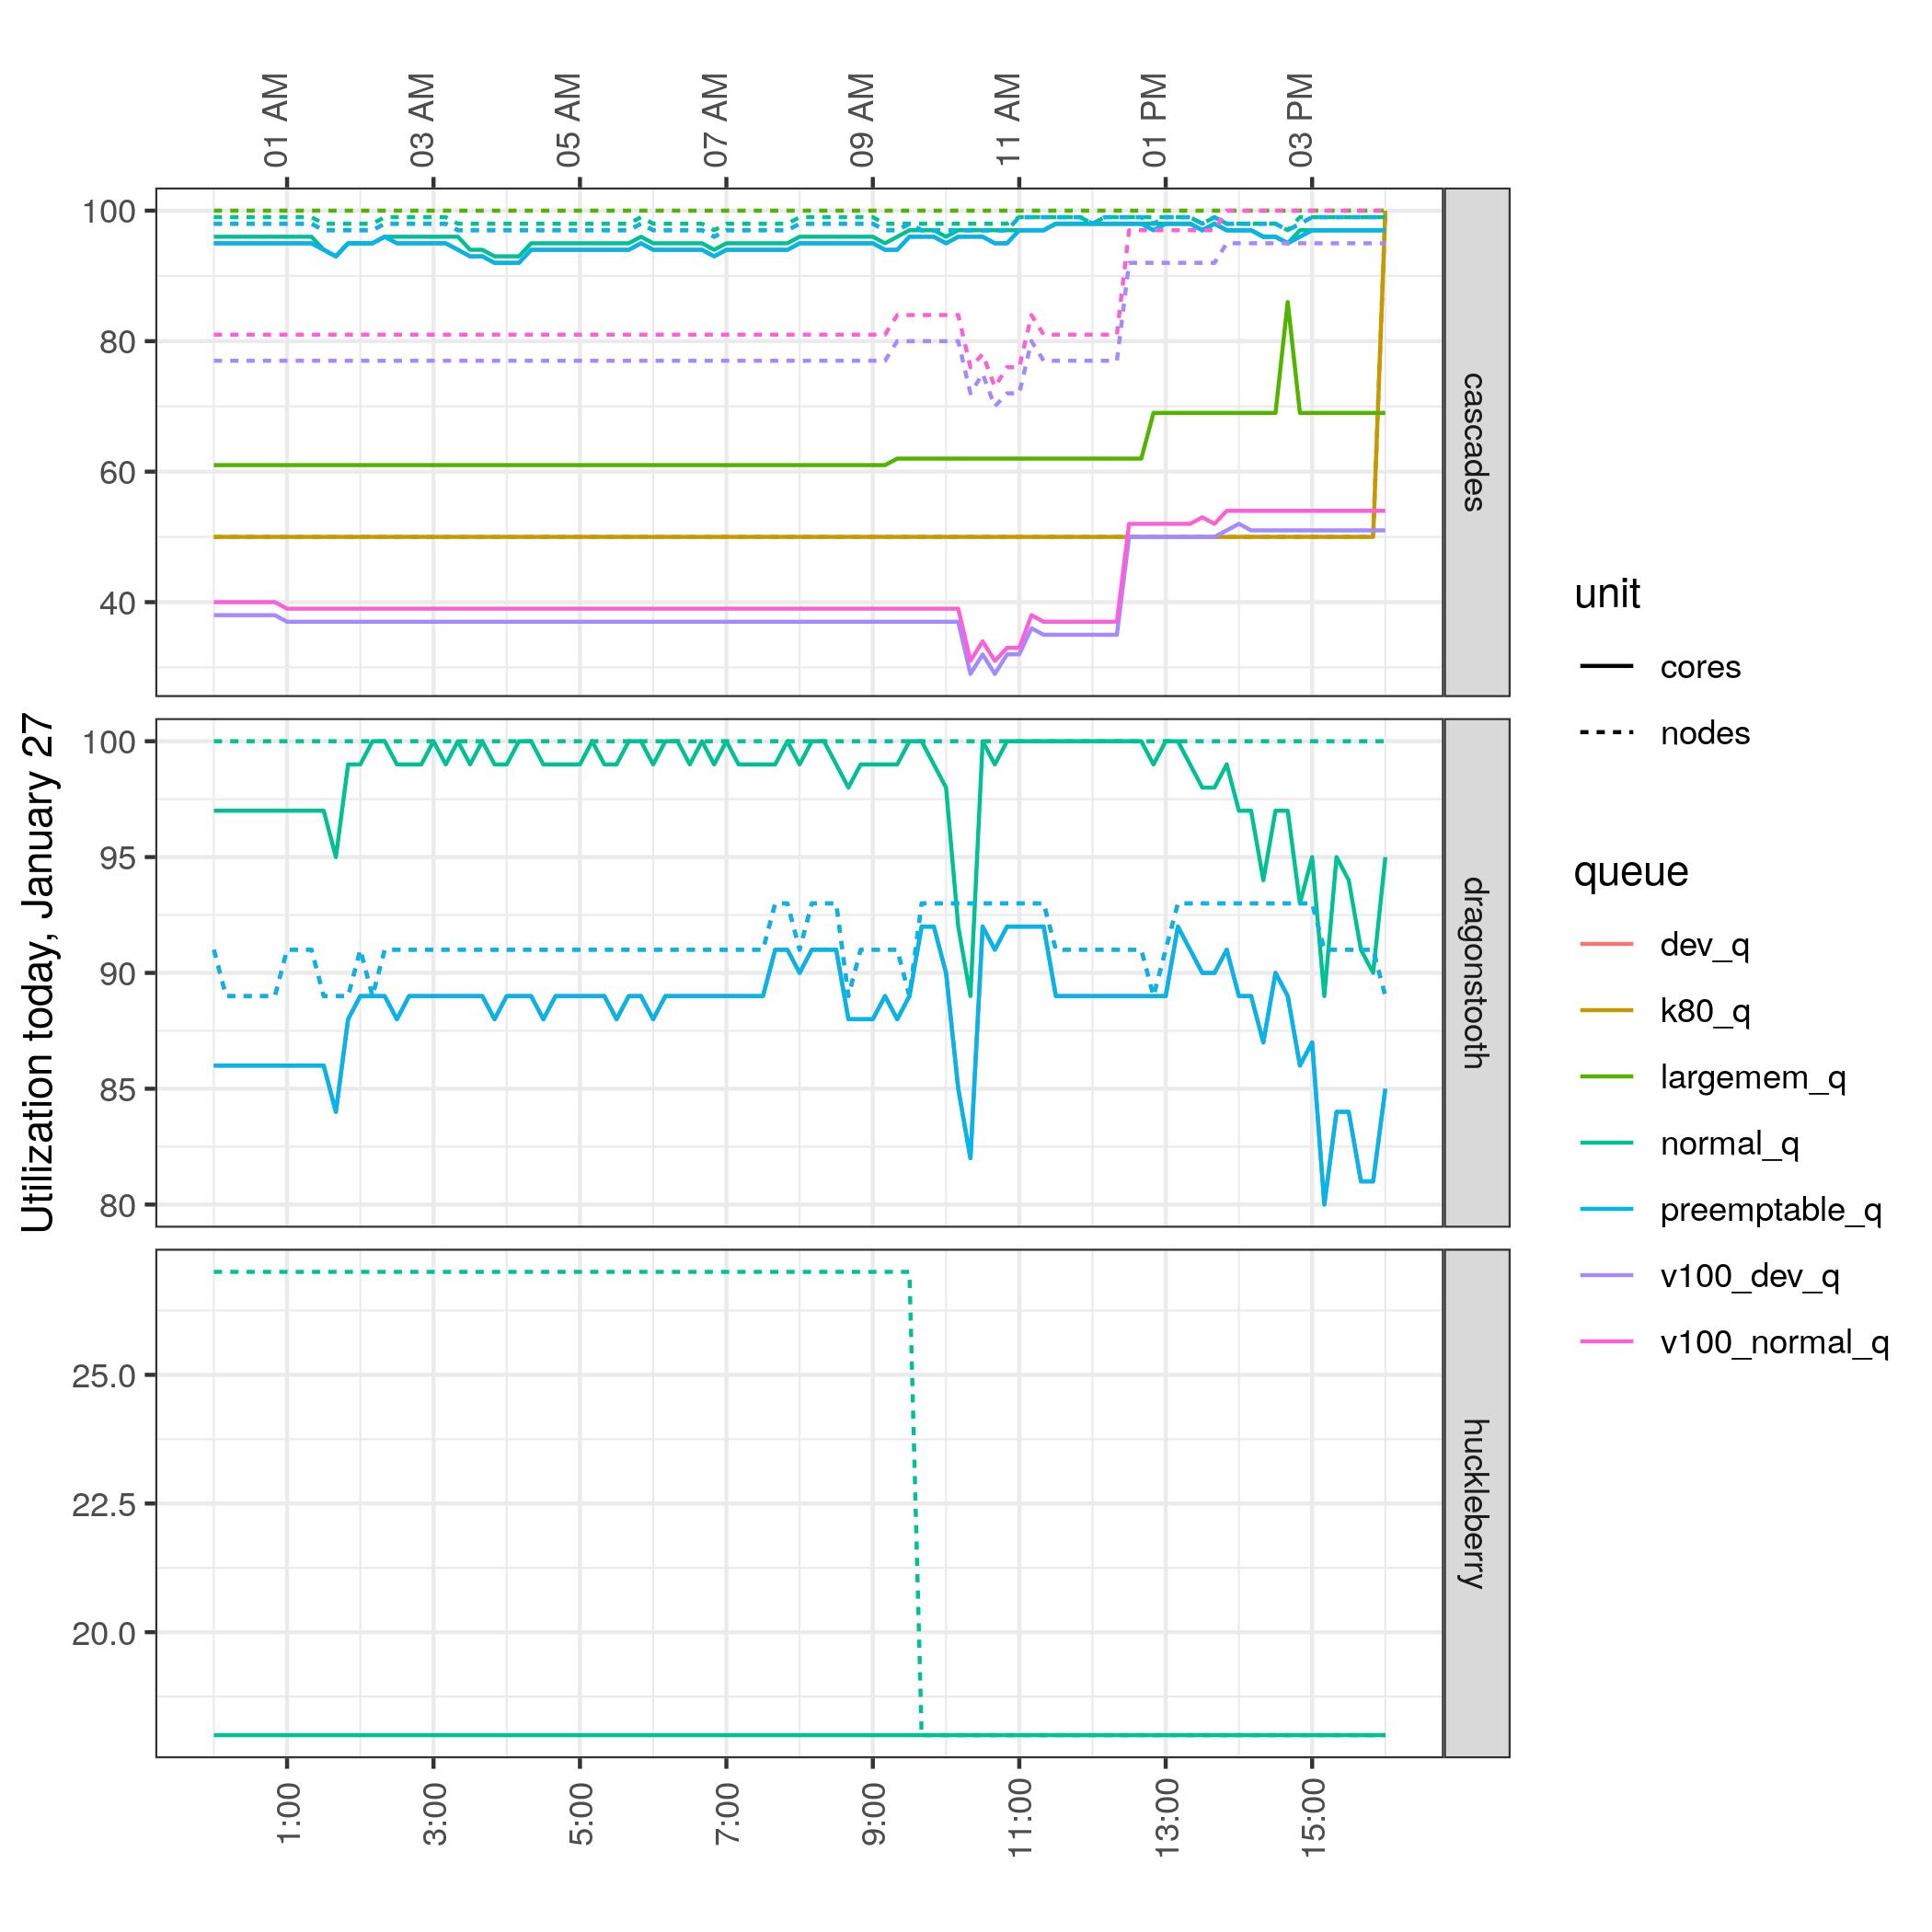 01 AM
03 AM
05 AM
07 AM
09 AM
11 AM
01 PM
03 PM
Utilization today, January 27
100
80
60
40
cascades
100
95
90
85
80
dragonstooth
25.0
22.5
20.0
huckleberry
1:00
3:00
5:00
7:00
9:00
11:00
13:00
15:00
unit
cores
nodes
queue
dev_q
k80_q
largemem_q
normal_q
preemptable_q
v100_dev_q
v100_normal_q